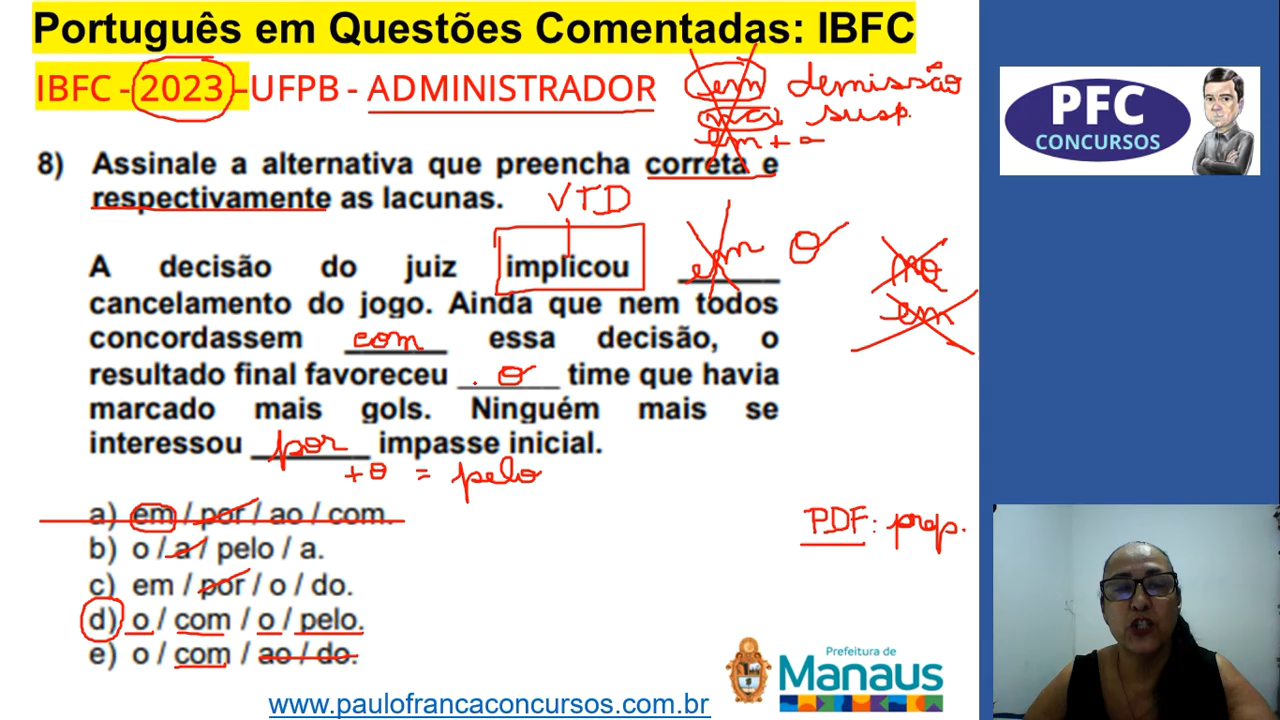 Português em Questões Comentadas: IBFC
IBFC - 2023 –UFPB - ADMINISTRADOR
em demissão
na susp.
em + o
PFC
CONCURSOS
8) Assinale a alternativa que preencha correta e
respectivamente as lacunas.
VTD
A decisão do juiz implicou em o
cancelamento do jogo. Ainda que nem todos
no
em
concordassem com essa decisão, o
resultado final favoreceu o time que havia
marcado mais gols. Ninguém mais se
interessou por impasse inicial.
+ o = pelo
a) em / por / ao / com.
b) o / a / pelo / a.
c) em / por / o / do.
d) o / com / o / pelo.
e) o / com / ao / do.
PDF: prep.
Prefeitura de
Manaus
www.paulofrancaconcursos.com.br